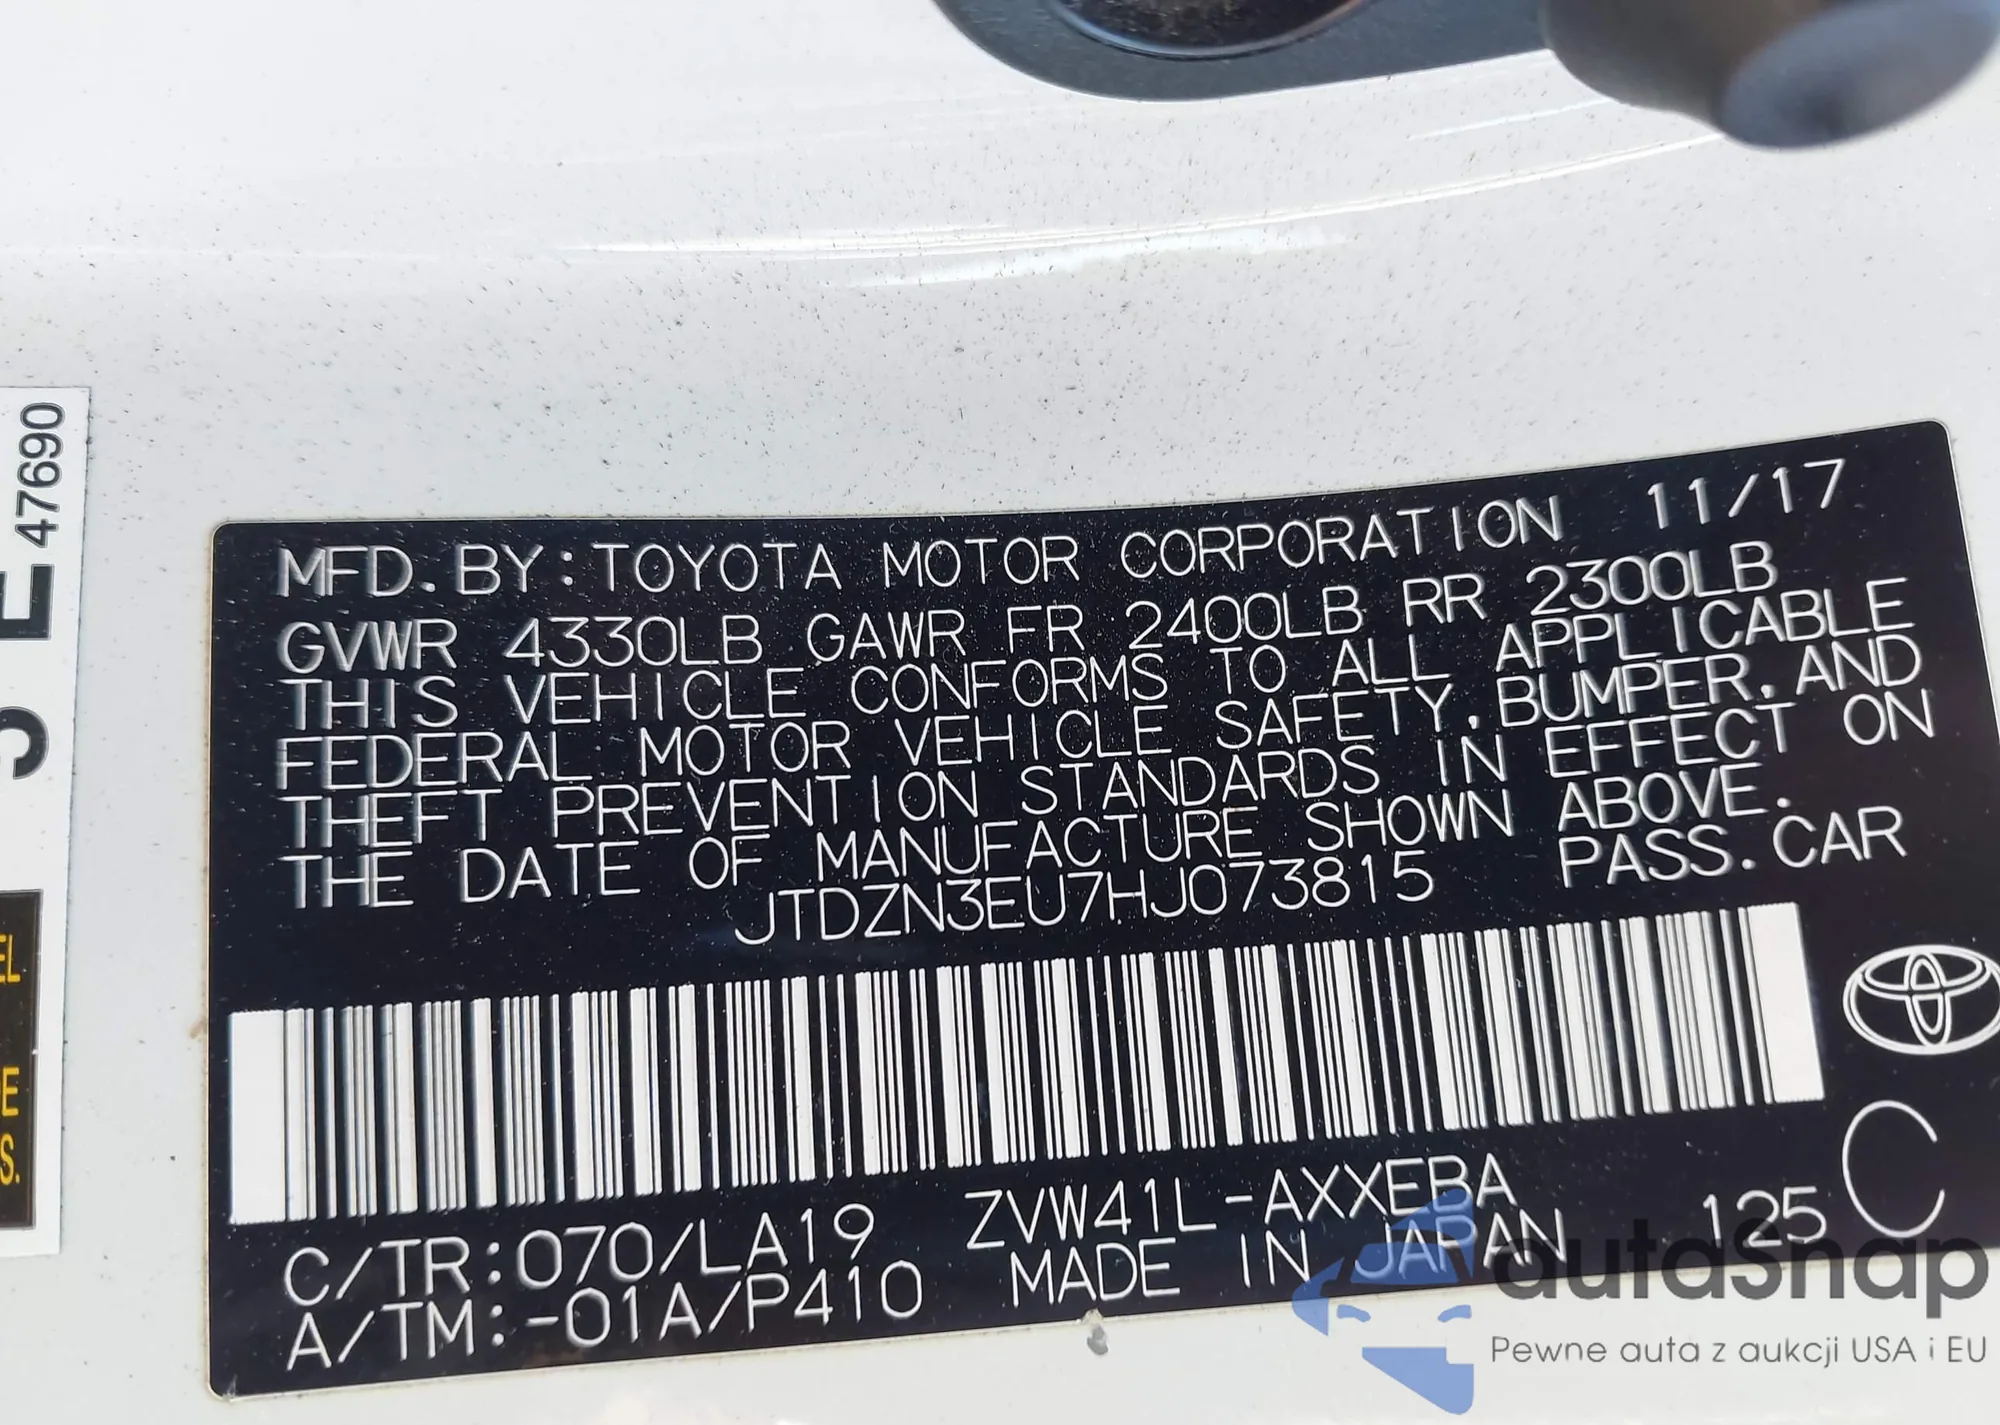 E 47690
EL
E
S.
MFD. BY: TOYOTA MOTOR CORPORATION 11/17
GVWR 4330LB GAWR FR 2400LB RR 2300LB
THIS VEHICLE CONFORMS TO ALL APPLICABLE
FEDERAL MOTOR VEHICLE SAFETY, BUMPER, AND
THEFT PREVENTION STANDARDS IN EFFECT ON
THE DATE OF MANUFACTURE SHOWN ABOVE.
JTDZN3EU7HJ073815 PASS. CAR
C/TR:070/LA19 ZVW41L-AXXEBA 125 C
A/TM:-01A/P410 MADE IN JAPAN
autoSnap
Pewne auta z aukcji USA i EU